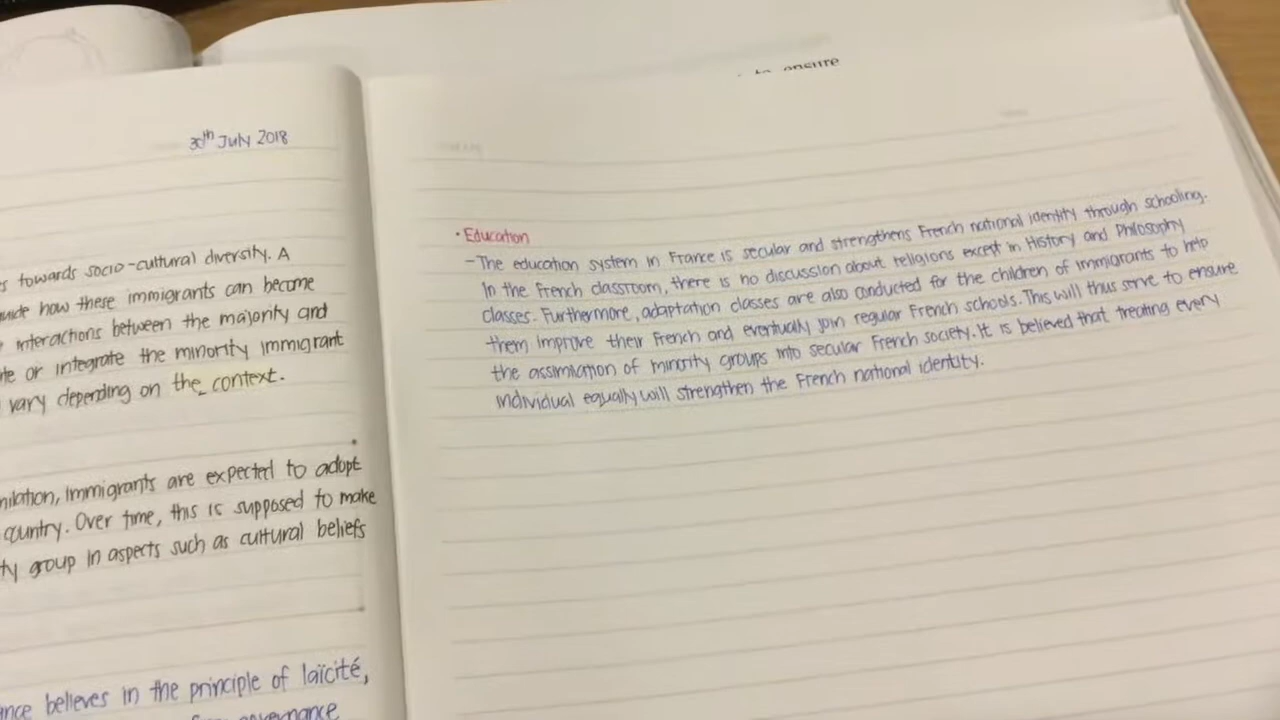 30th July 2018
towards socio-cultural diversity. A
how these immigrants can become
interactions between the majority and
or integrate the minority immigrant
vary depending on the context.
immigrants are expected to adopt
country. Over time, this is supposed to make
group in aspects such as cultural beliefs
believes in the principle of laïcité,
ensure
• Education
- The education system in France is secular and strengthens French national identity through schooling.
In the French classroom, there is no discussion about religions except in History and Philosophy
classes. Furthermore, adaptation classes are also conducted for the children of immigrants to help
them improve their French and eventually join regular French schools. This will thus serve to ensure
the assimilation of minority groups into secular French society. It is believed that treating every
individual equally will strengthen the French national identity.